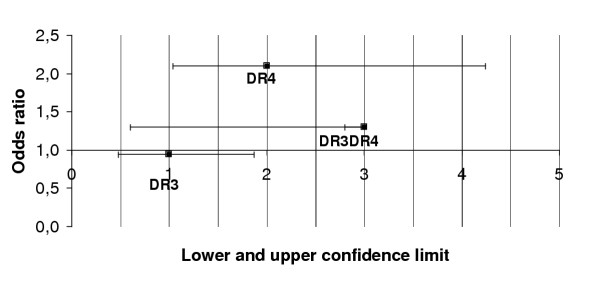 2,5
2,0
DR4
1,5
DR3DR4
1,0
0 1 2 3 4 5
DR3
0,5
0,0
Odds ratio
Lower and upper confidence limit